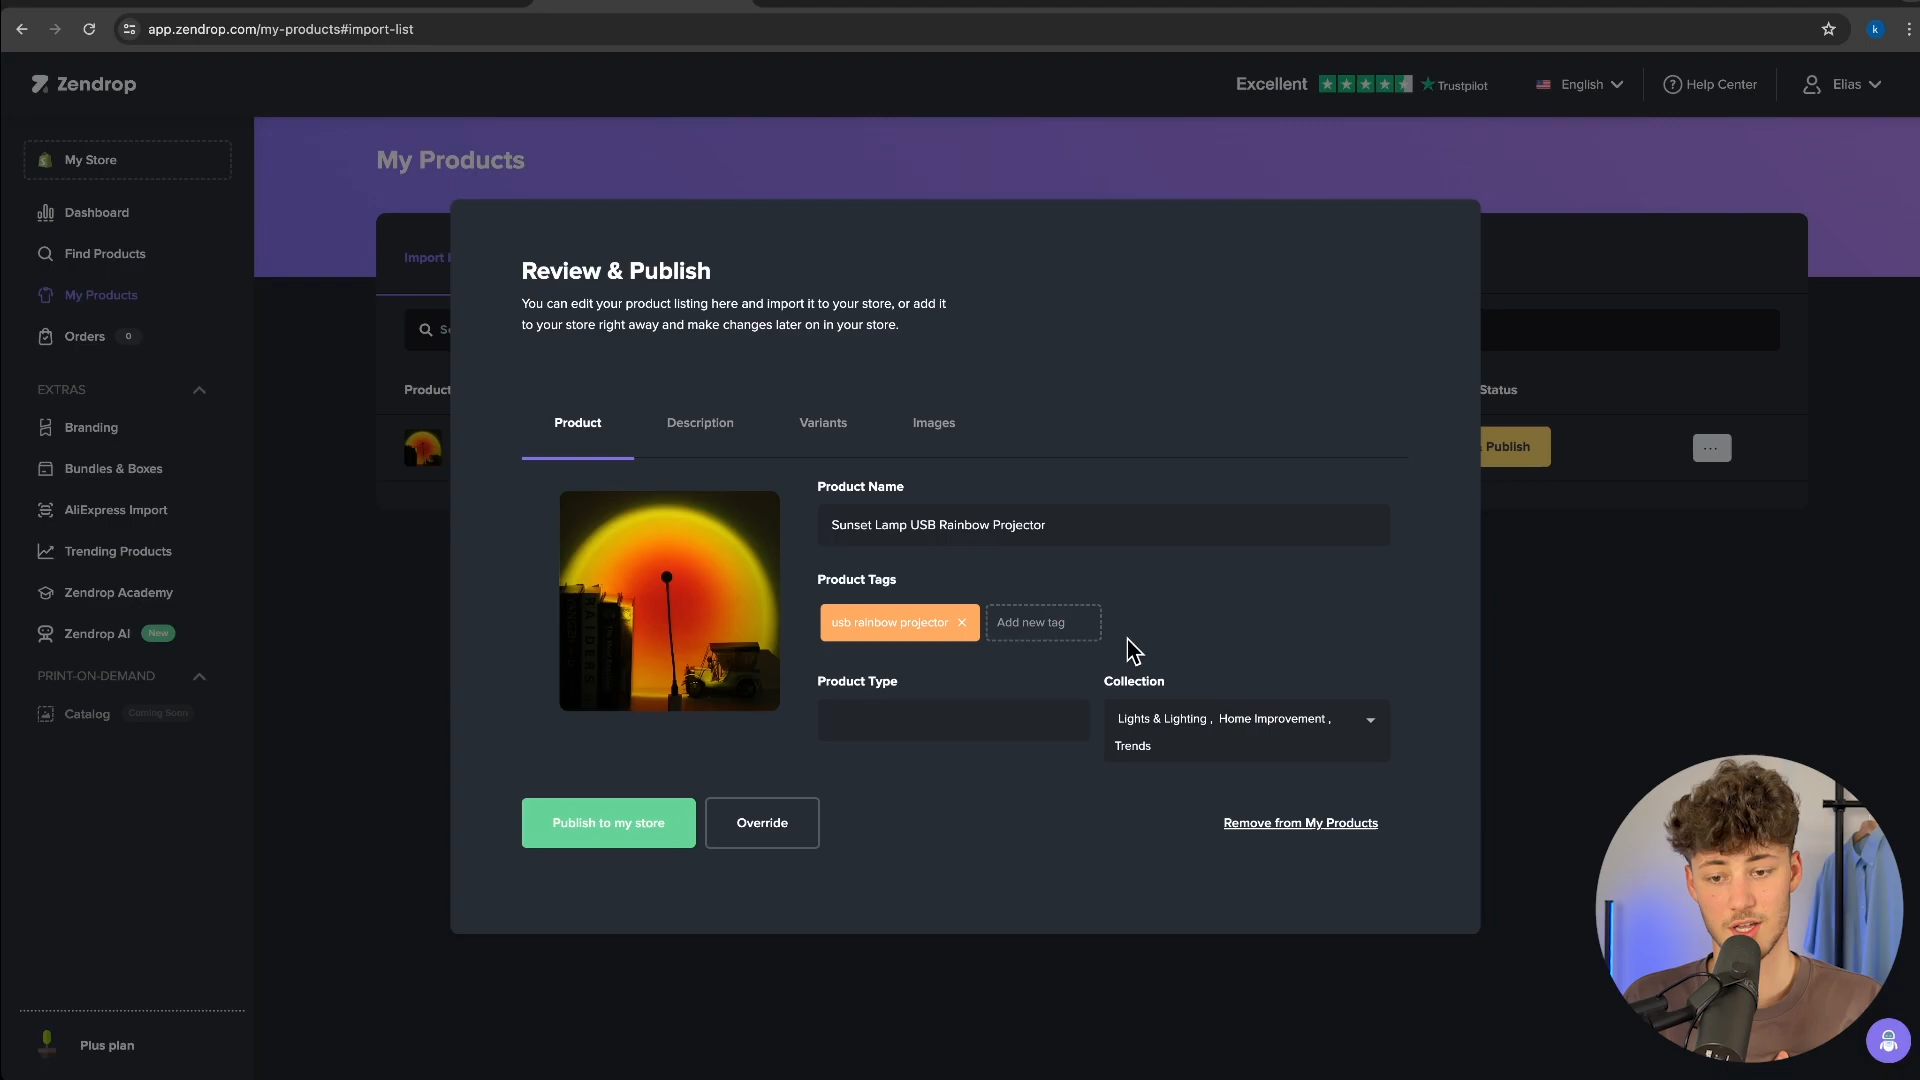 app.zendrop.com/my-products#import-list
k
Zendrop
Excellent
Trustpilot
English
Help Center
Elias
My Store
Dashboard
Find Products
My Products
Orders
0
EXTRAS
Branding
Bundles & Boxes
AliExpress Import
Trending Products
Zendrop Academy
Zendrop AI
New
PRINT-ON-DEMAND
Catalog
Coming Soon
Plus plan
My Products
Import
Product
Status
Publish
Review & Publish
You can edit your product listing here and import it to your store, or add it
to your store right away and make changes later on in your store.
Product
Description
Variants
Images
Product Name
Sunset Lamp USB Rainbow Projector
Product Tags
usb rainbow projector
Add new tag
Product Type
Collection
Lights & Lighting , Home Improvement ,
Trends
Publish to my store
Override
Remove from My Products